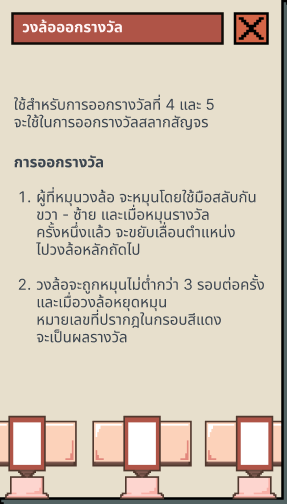 วงล้อออกรางวัล
ใช้สำหรับการออกรางวัลที่ 4 และ 5
จะใช้ในการออกรางวัลสลากสัญจร
การออกรางวัล
1. ผู้ที่หมุนวงล้อ จะหมุนโดยใช้มือสลับกัน
ขวา - ซ้าย และเมื่อหมุนรางวัล
ครั้งหนึ่งแล้ว จะขยับเลื่อนตำแหน่ง
ไปวงล้อหลักถัดไป
2. วงล้อจะถูกหมุนไม่ต่ำกว่า 3 รอบต่อครั้ง
และเมื่อวงล้อหยุดหมุน
หมายเลขที่ปรากฎในกรอบสีแดง
จะเป็นผลรางวัล